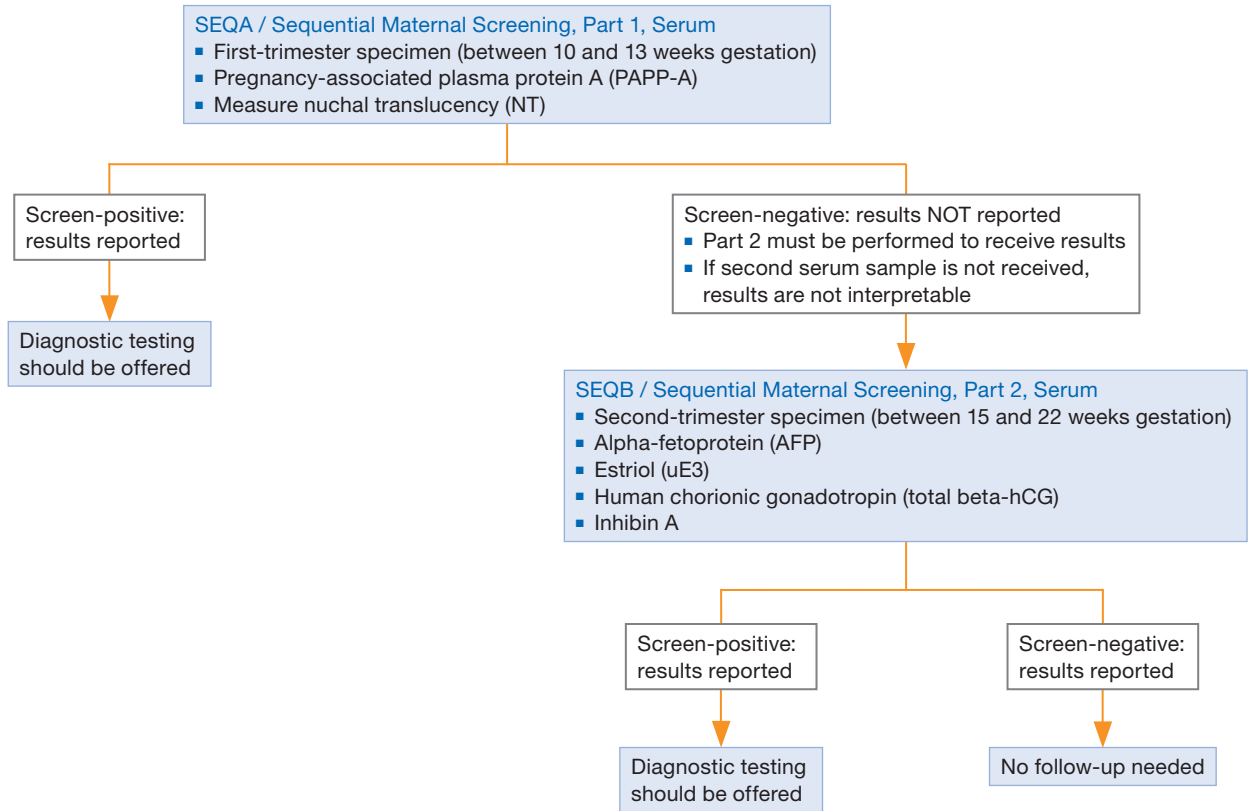 SEQA / Sequential Maternal Screening, Part 1, Serum
▪ First-trimester specimen (between 10 and 13 weeks gestation)
▪ Pregnancy-associated plasma protein A (PAPP-A)
▪ Measure nuchal translucency (NT)
Screen-positive:
results reported
Screen-negative: results NOT reported
▪ Part 2 must be performed to receive results
▪ If second serum sample is not received,
results are not interpretable
Diagnostic testing
should be offered
SEQB / Sequential Maternal Screening, Part 2, Serum
▪ Second-trimester specimen (between 15 and 22 weeks gestation)
▪ Alpha-fetoprotein (AFP)
▪ Estriol (uE3)
▪ Human chorionic gonadotropin (total beta-hCG)
▪ Inhibin A
Screen-positive:
results reported
Screen-negative:
results reported
Diagnostic testing
should be offered
No follow-up needed